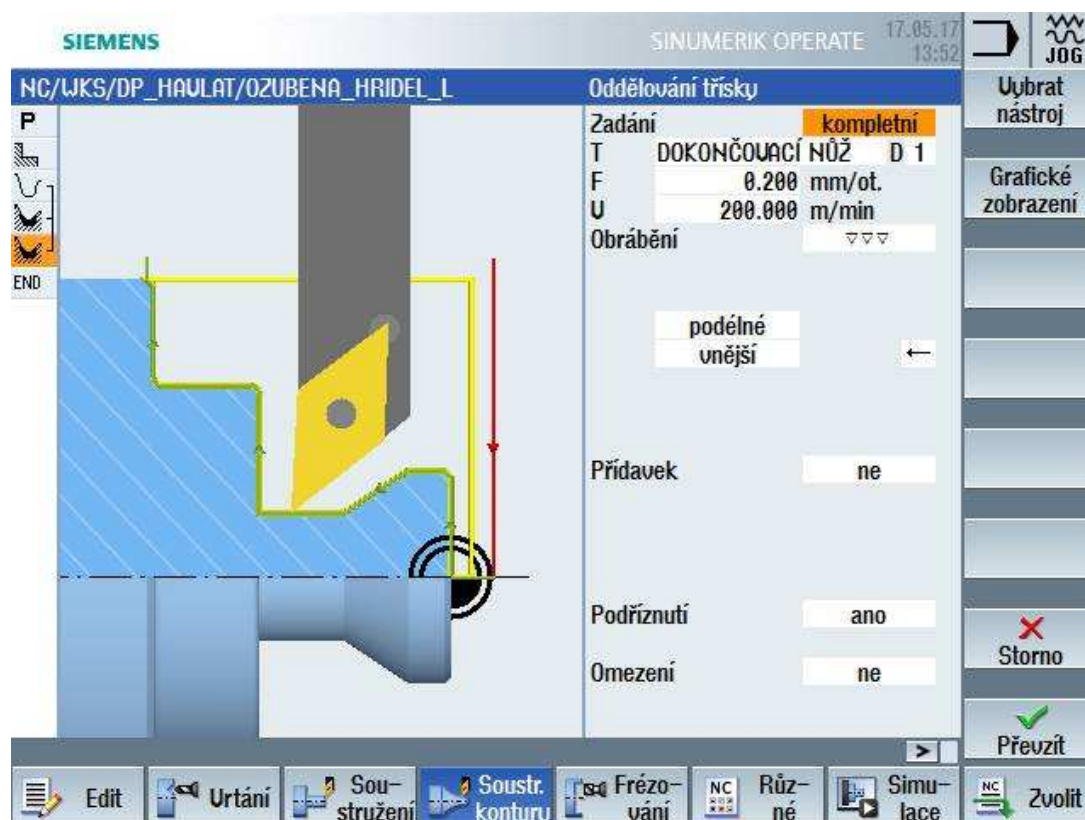 SIEMENS
SINUMERIK OPERATE
17.05.17
13:52
JOG
NC/WKS/DP_HAVLAT/OZUBENA_HRIDEL_L
Oddělování třísky
P
END
Zadání kompletní
T DOKONČOVACÍ NŮŽ D 1
F 0.200 mm/ot.
V 200.000 m/min
Obrábění ▽▽▽
podélné
vnější ←
Přídavek ne
Podříznutí ano
Omezení ne
Vybrat
nástroj
Grafické
zobrazení
Storno
Převzít
>
Edit
Vrtání
Sou-
stružení
Soustr.
konturu
Frézo-
vání
NC
Růz-
né
Simu-
lace
NC
Zvolit